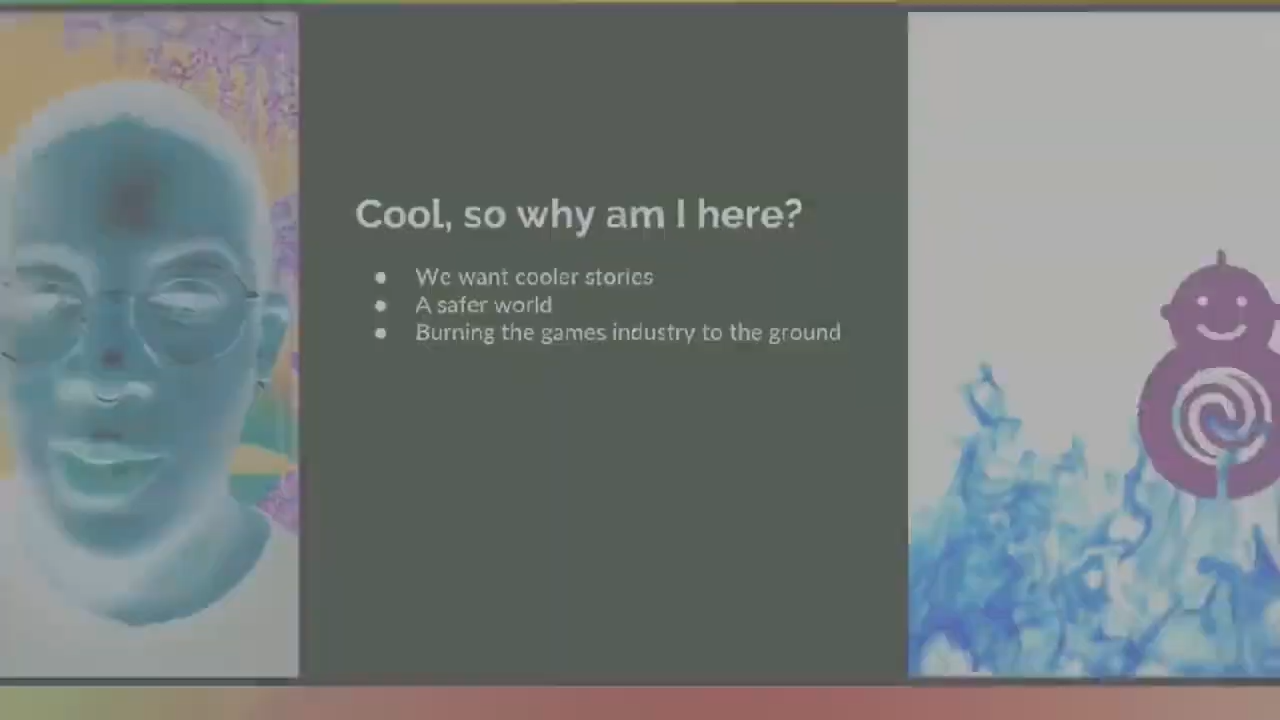 Cool, so why am I here?
● We want cooler stories
● A safer world
● Burning the games industry to the ground